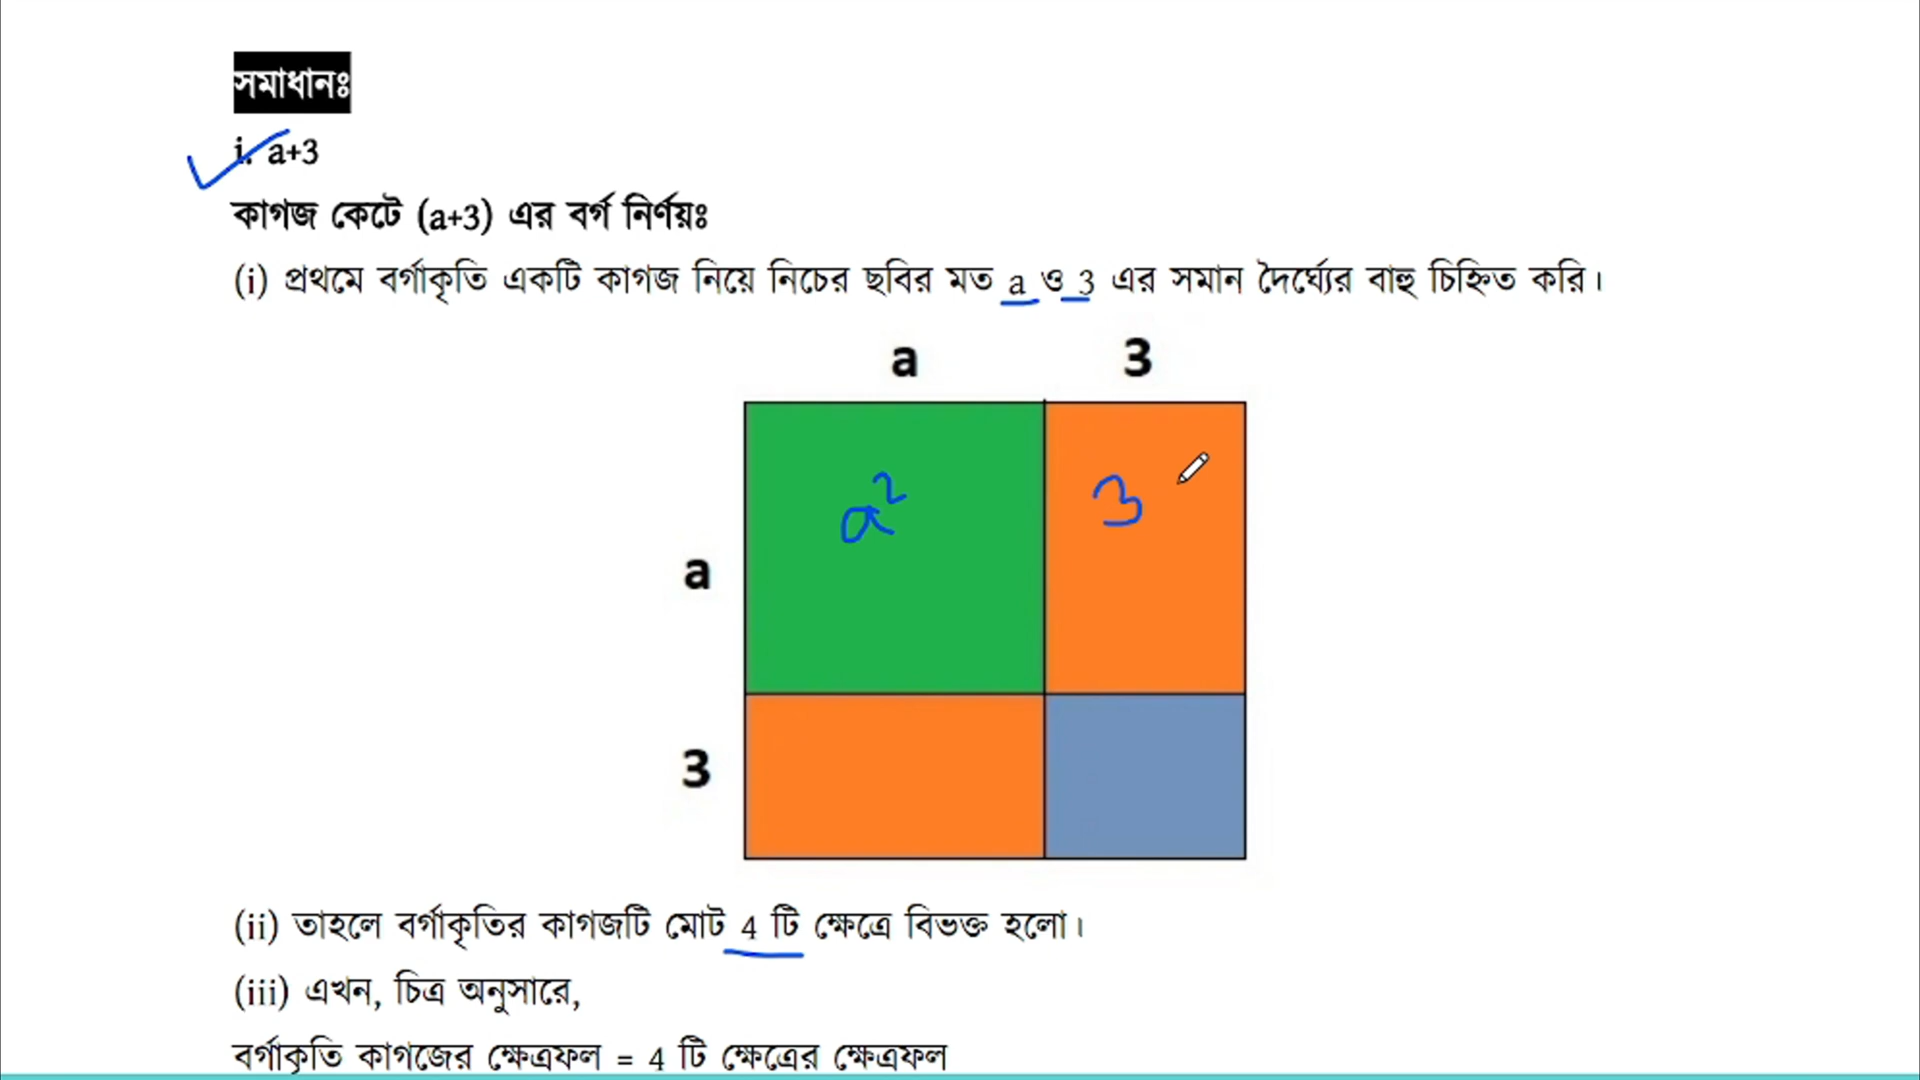 সমাধানঃ
i. a+3
কাগজ কেটে (a+3) এর বর্গ নির্ণয়ঃ
(i) প্রথমে বর্গাকৃতি একটি কাগজ নিয়ে নিচের ছবির মত a ও 3 এর সমান দৈর্ঘ্যের বাহু চিহ্নিত করি।
a 3
a² 3
a
3
(ii) তাহলে বর্গাকৃতির কাগজটি মোট 4 টি ক্ষেত্রে বিভক্ত হলো।
(iii) এখন, চিত্র অনুসারে,
বর্গাকৃতি কাগজের ক্ষেত্রফল = 4 টি ক্ষেত্রের ক্ষেত্রফল